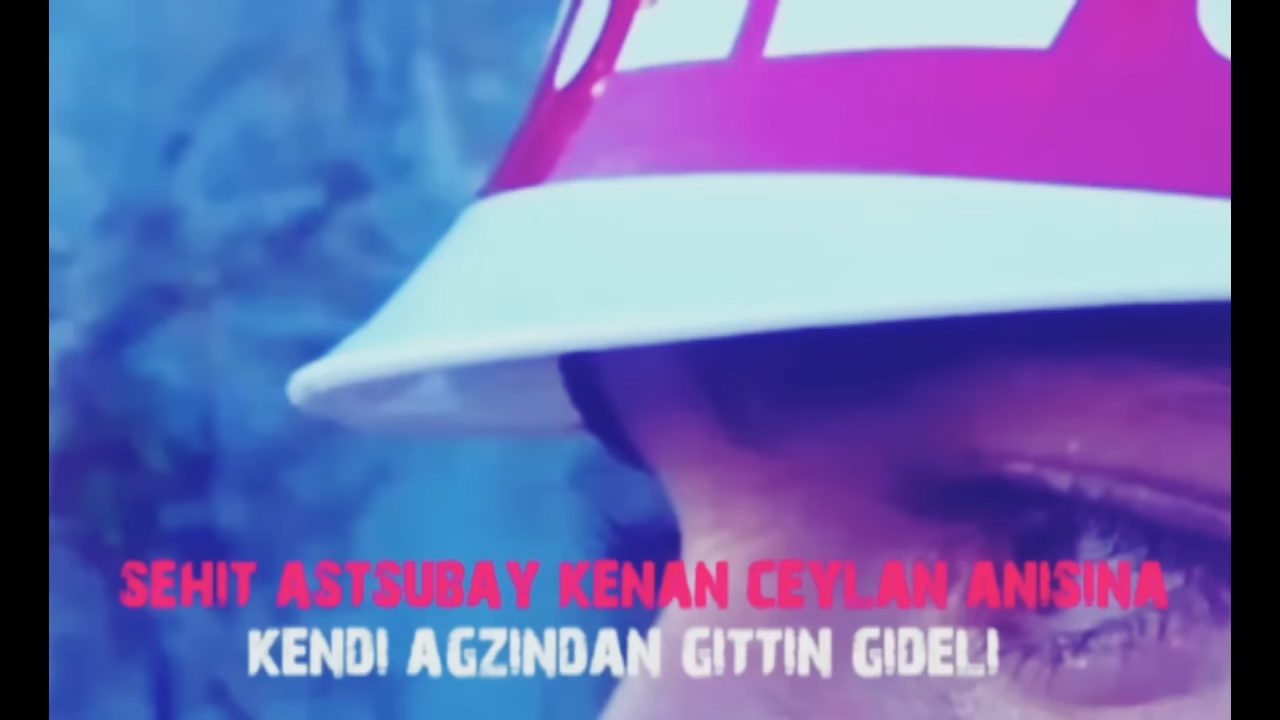 SEHIT ASTSUBAY KENAN CEYLAN ANISINA
KENDI AGZINDAN GITTIN GIDELI